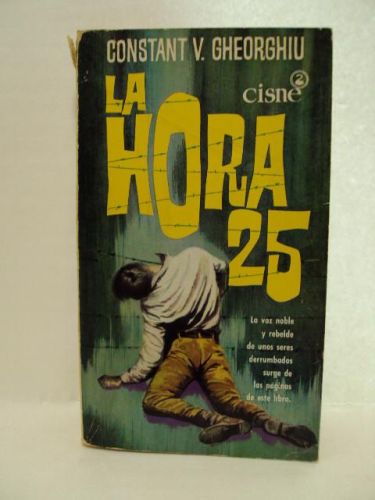 CONSTANT V. GHEORGHIU
cisne 2
LA
HORA
25
La voz noble
y rebelde
de unos seres
derrumbados
surge de
las páginas
de este libro.